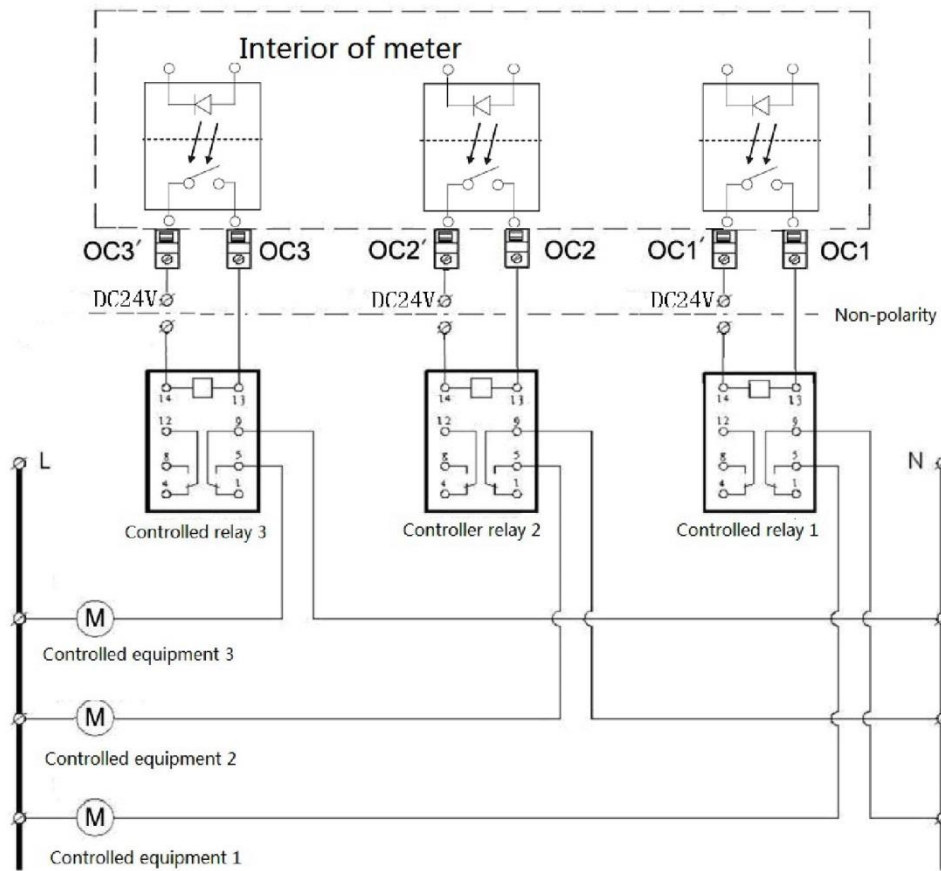 Interior of meter
OC3′ OC3 OC2′ OC2 OC1′ OC1
DC24V DC24V DC24V
Non-polarity
14 13 14 13 14 13
12 9 12 9 12 9
8 5 8 5 8 5
4 1 4 1 4 1
L N
Controlled relay 3 Controller relay 2 Controlled relay 1
M
Controlled equipment 3
M
Controlled equipment 2
M
Controlled equipment 1